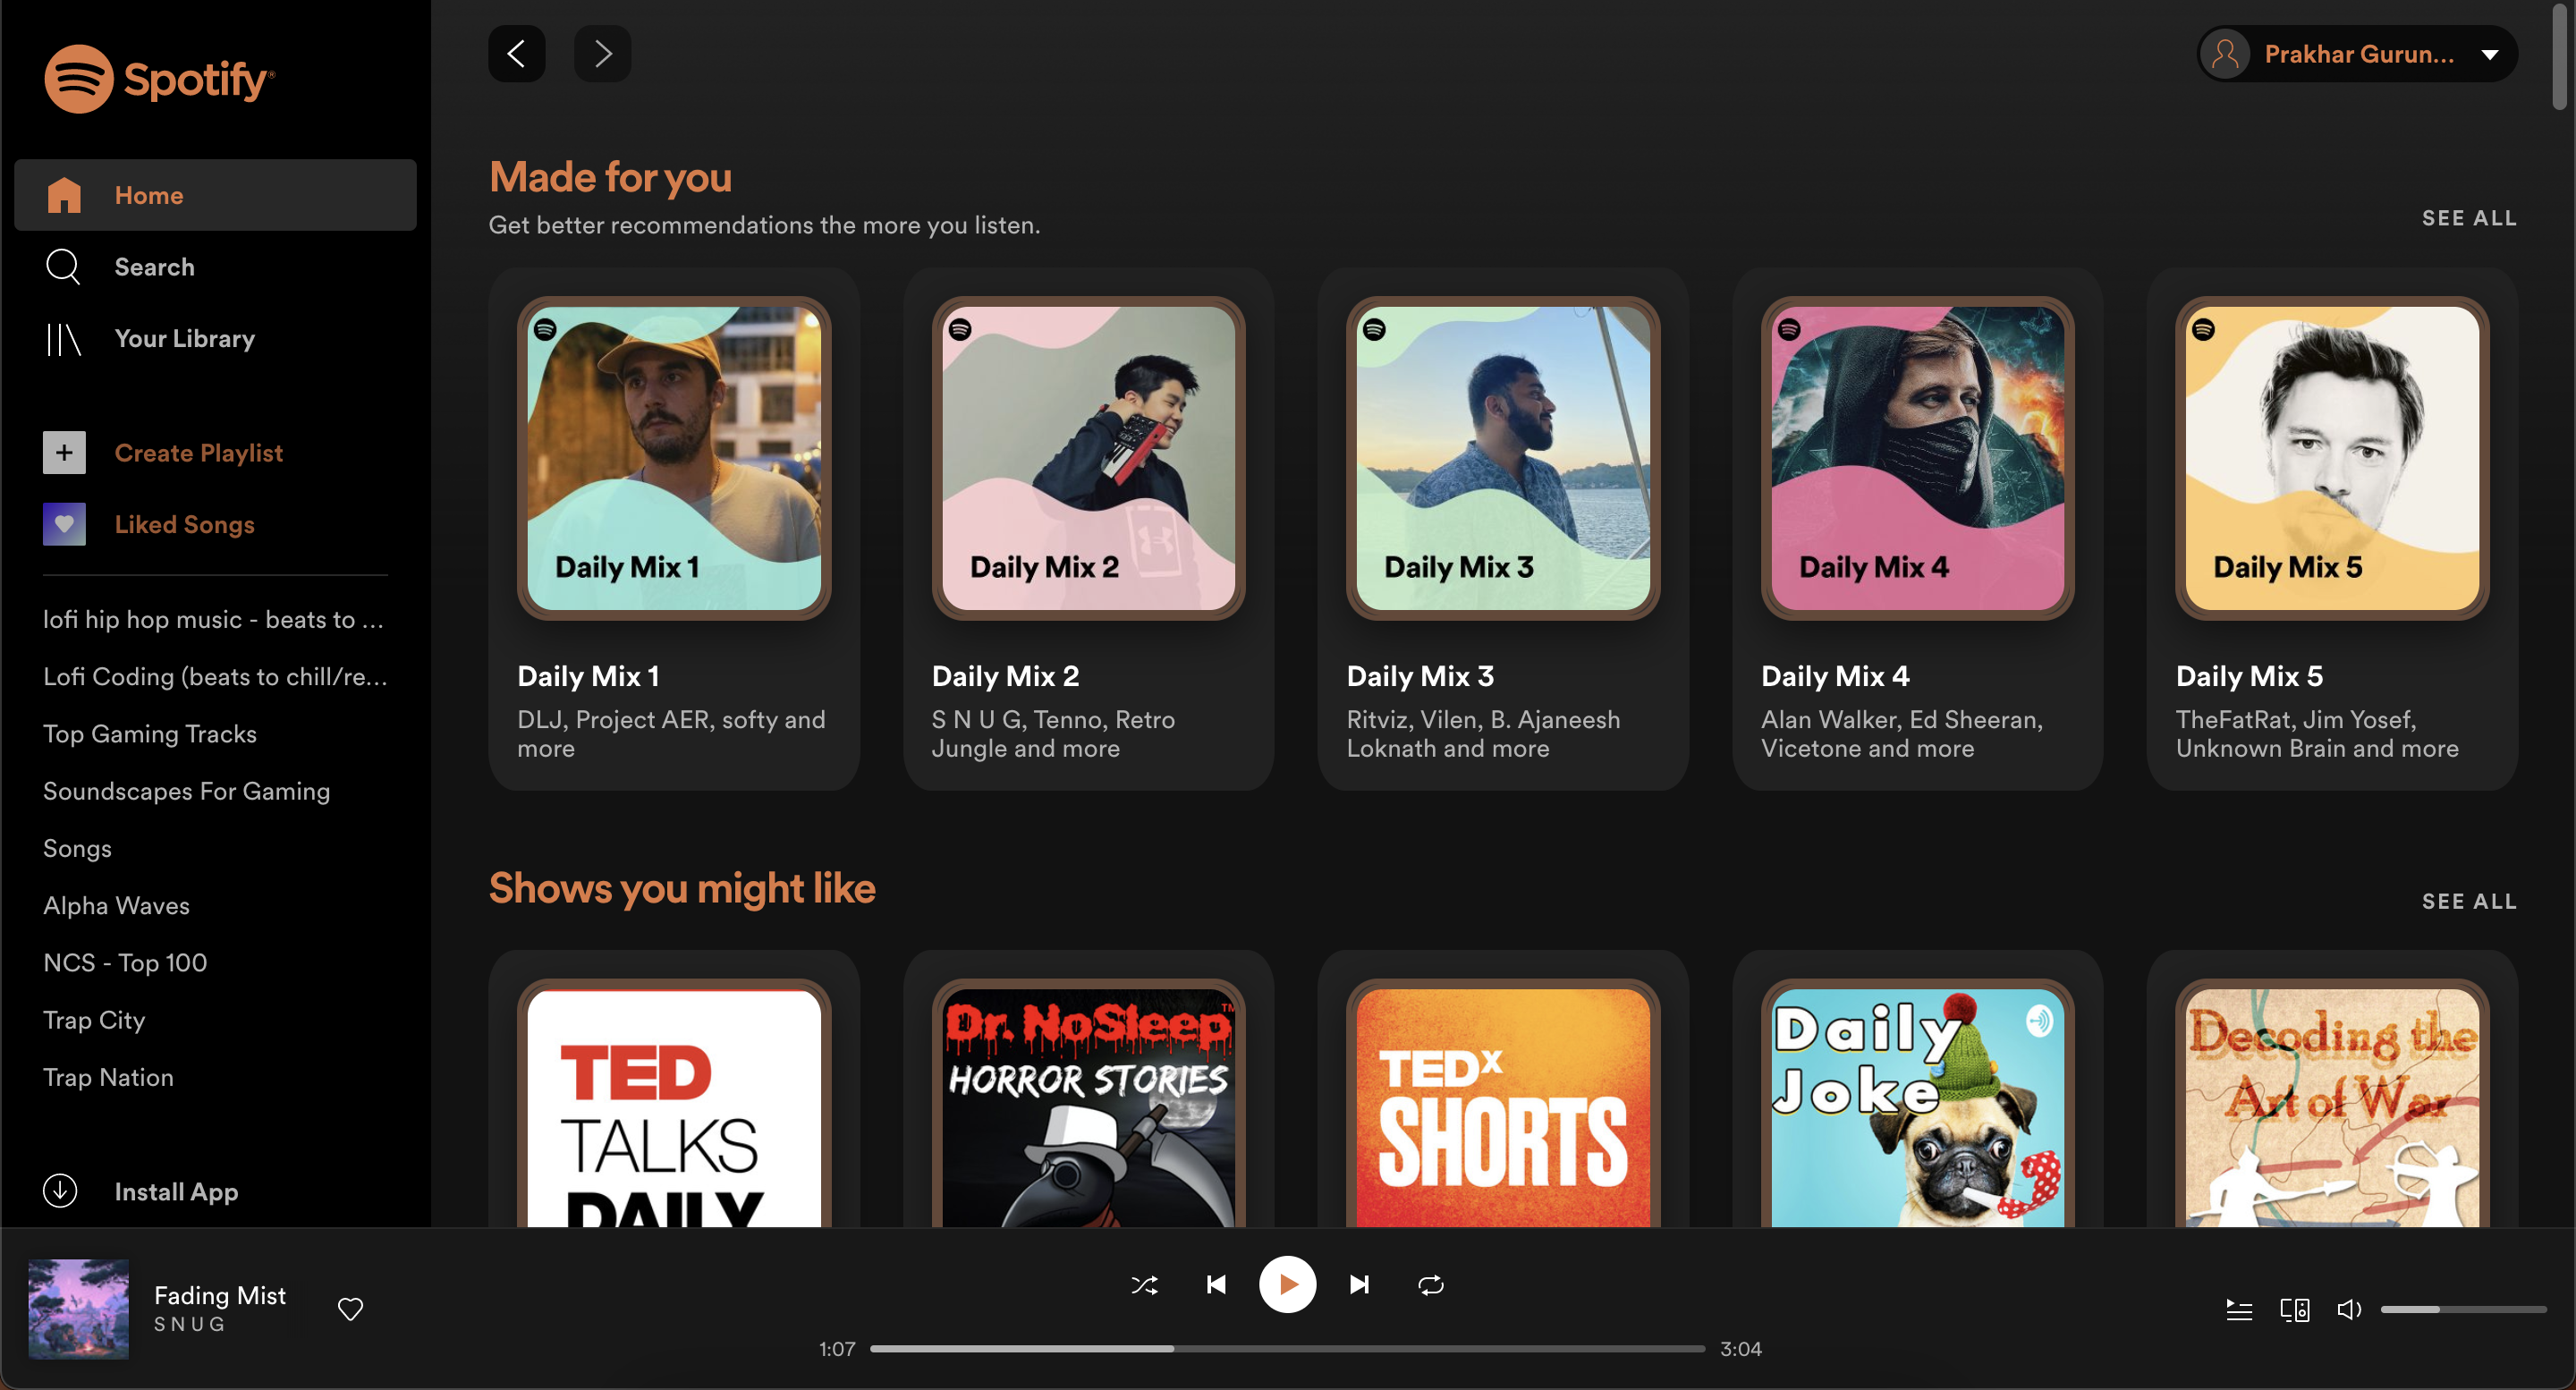 Spotify®
Home
Search
Your Library
Create Playlist
Liked Songs
lofi hip hop music - beats to ...
Lofi Coding (beats to chill/re...
Top Gaming Tracks
Soundscapes For Gaming
Songs
Alpha Waves
NCS - Top 100
Trap City
Trap Nation
Install App
Prakhar Gurun...
Made for you
Get better recommendations the more you listen.
SEE ALL
Daily Mix 1
Daily Mix 2
Daily Mix 3
Daily Mix 4
Daily Mix 5
Daily Mix 1
DLJ, Project AER, softy and
more
Daily Mix 2
S N U G, Tenno, Retro
Jungle and more
Daily Mix 3
Ritviz, Vilen, B. Ajaneesh
Loknath and more
Daily Mix 4
Alan Walker, Ed Sheeran,
Vicetone and more
Daily Mix 5
TheFatRat, Jim Yosef,
Unknown Brain and more
Shows you might like
SEE ALL
TED
TALKS
DAILY
Dr. NoSleep™
HORROR STORIES
TEDx
SHORTS
Daily
Joke
Decoding the
Art of War
Fading Mist
S N U G
1:07
3:04